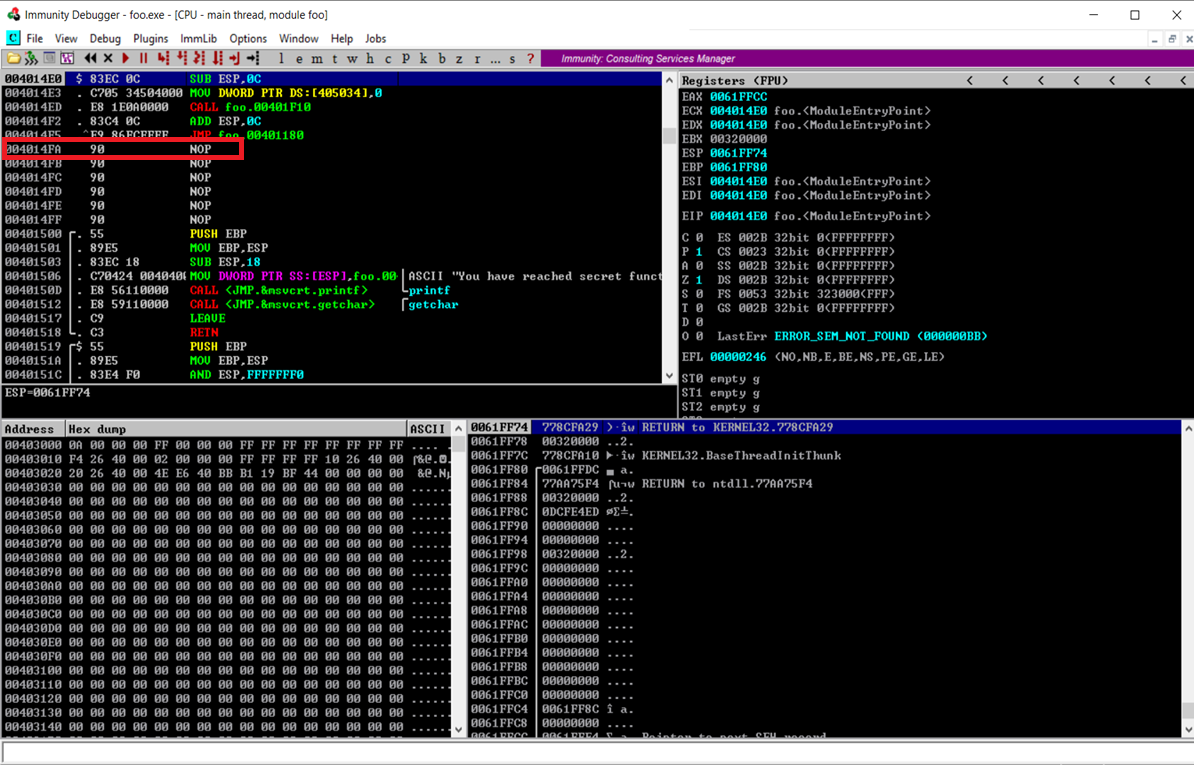 Immunity Debugger - foo.exe - [CPU - main thread, module foo]
C File View Debug Plugins ImmLib Options Window Help Jobs
l e m t w h c p k b z r ... s ? Immunity: Consulting Services Manager
004014E0 $ 83EC 0C SUB ESP,0C
004014E3 . C705 34504000 MOV DWORD PTR DS:[405034],0
004014ED . E8 1E0A0000 CALL foo.00401F10
004014F2 . 83C4 0C ADD ESP,0C
004014F5 .^E9 86FCFFFF JMP foo.00401180
004014FA 90 NOP
004014FB 90 NOP
004014FC 90 NOP
004014FD 90 NOP
004014FE 90 NOP
004014FF 90 NOP
00401500 . 55 PUSH EBP
00401501 . 89E5 MOV EBP,ESP
00401503 . 83EC 18 SUB ESP,18
00401506 . C70424 0040400 MOV DWORD PTR SS:[ESP],foo.00 ASCII "You have reached secret funct
0040150D . E8 56110000 CALL <JMP.&msvcrt.printf> printf
00401512 . E8 59110000 CALL <JMP.&msvcrt.getchar> getchar
00401517 . C9 LEAVE
00401518 . C3 RETN
00401519 $ 55 PUSH EBP
0040151A . 89E5 MOV EBP,ESP
0040151C . 83E4 F0 AND ESP,FFFFFFF0
ESP=0061FF74
Registers (FPU) < < < < < < <
EAX 0061FFCC
ECX 004014E0 foo.<ModuleEntryPoint>
EDX 004014E0 foo.<ModuleEntryPoint>
EBX 00320000
ESP 0061FF74
EBP 0061FF80
ESI 004014E0 foo.<ModuleEntryPoint>
EDI 004014E0 foo.<ModuleEntryPoint>
EIP 004014E0 foo.<ModuleEntryPoint>
C 0 ES 002B 32bit 0(FFFFFFFF)
P 1 CS 0023 32bit 0(FFFFFFFF)
A 0 SS 002B 32bit 0(FFFFFFFF)
Z 1 DS 002B 32bit 0(FFFFFFFF)
S 0 FS 0053 32bit 323000(FFF)
T 0 GS 002B 32bit 0(FFFFFFFF)
D 0
O 0 LastErr ERROR_SEM_NOT_FOUND (000000BB)
EFL 00000246 (NO,NB,E,BE,NS,PE,GE,LE)
ST0 empty g
ST1 empty g
ST2 empty g
Address Hex dump ASCII
00403000 0A 00 00 00 FF 00 00 00 FF FF FF FF FF FF FF FF
00403010 F4 26 40 00 02 00 00 00 FF FF FF FF 10 26 40 00
00403020 20 26 40 00 4E E6 40 BB B1 19 BF 44 00 00 00 00
00403030 00 00 00 00 00 00 00 00 00 00 00 00 00 00 00 00
00403040 00 00 00 00 00 00 00 00 00 00 00 00 00 00 00 00
00403050 00 00 00 00 00 00 00 00 00 00 00 00 00 00 00 00
00403060 00 00 00 00 00 00 00 00 00 00 00 00 00 00 00 00
00403070 00 00 00 00 00 00 00 00 00 00 00 00 00 00 00 00
00403080 00 00 00 00 00 00 00 00 00 00 00 00 00 00 00 00
00403090 00 00 00 00 00 00 00 00 00 00 00 00 00 00 00 00
004030A0 00 00 00 00 00 00 00 00 00 00 00 00 00 00 00 00
004030B0 00 00 00 00 00 00 00 00 00 00 00 00 00 00 00 00
004030C0 00 00 00 00 00 00 00 00 00 00 00 00 00 00 00 00
004030D0 00 00 00 00 00 00 00 00 00 00 00 00 00 00 00 00
004030E0 00 00 00 00 00 00 00 00 00 00 00 00 00 00 00 00
004030F0 00 00 00 00 00 00 00 00 00 00 00 00 00 00 00 00
00403100 00 00 00 00 00 00 00 00 00 00 00 00 00 00 00 00
00403110 00 00 00 00 00 00 00 00 00 00 00 00 00 00 00 00
00403120 00 00 00 00 00 00 00 00 00 00 00 00 00 00 00 00
00403130 00 00 00 00 00 00 00 00 00 00 00 00 00 00 00 00
00403140 00 00 00 00 00 00 00 00 00 00 00 00 00 00 00 00
0061FF74 778CFA29 )·îw RETURN to KERNEL32.778CFA29
0061FF78 00320000 ..2.
0061FF7C 778CFA10 ►·îw KERNEL32.BaseThreadInitThunk
0061FF80 0061FFDC ▄ a.
0061FF84 77AA75F4 ⌠u¬w RETURN to ntdll.77AA75F4
0061FF88 00320000 ..2.
0061FF8C 0DCFE4ED
0061FF90 00000000 ....
0061FF94 00000000 ....
0061FF98 00320000 ..2.
0061FF9C 00000000 ....
0061FFA0 00000000 ....
0061FFA4 00000000 ....
0061FFA8 00000000 ....
0061FFAC 00000000 ....
0061FFB0 00000000 ....
0061FFB4 00000000 ....
0061FFB8 00000000 ....
0061FFBC 00000000 ....
0061FFC0 00000000 ....
0061FFC4 0061FF8C î a.
0061FFC8 00000000 ....
0061FFCC 0061FFE4 Σ a. Pointer to next SEH record